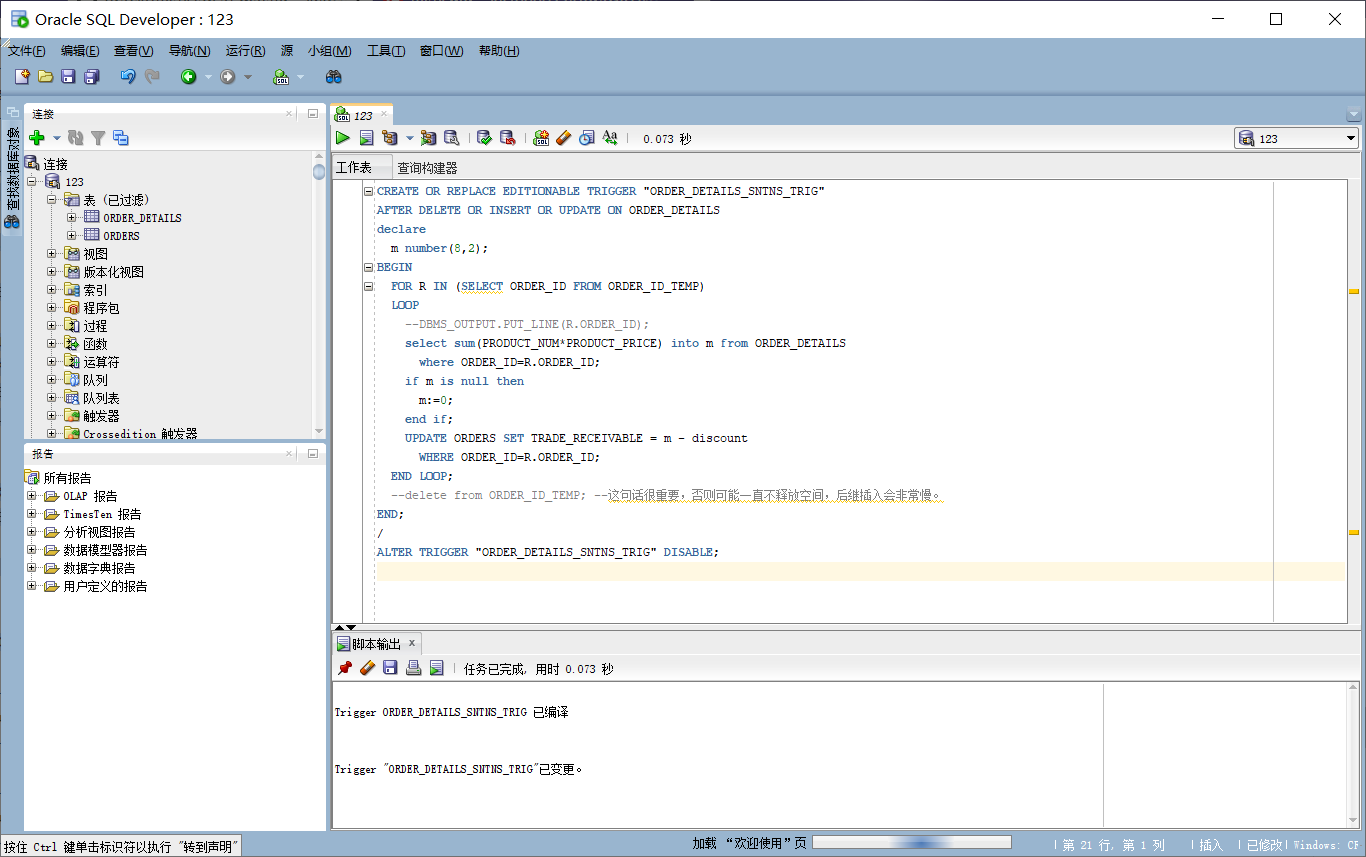 Oracle SQL Developer : 123
文件(F) 编辑(E) 查看(V) 导航(N) 运行(R) 源 小组(M) 工具(T) 窗口(W) 帮助(H)
查找数据库对象
连接
连接
123
表（已过滤）
ORDER_DETAILS
ORDERS
视图
版本化视图
索引
程序包
过程
函数
运算符
队列
队列表
触发器
Crossedition 触发器
报告
所有报告
OLAP 报告
TimesTen 报告
分析视图报告
数据模型器报告
数据字典报告
用户定义的报告
123
0.073 秒
123
工作表 查询构建器
CREATE OR REPLACE EDITIONABLE TRIGGER "ORDER_DETAILS_SNTNS_TRIG"
AFTER DELETE OR INSERT OR UPDATE ON ORDER_DETAILS
declare
m number(8,2);
BEGIN
FOR R IN (SELECT ORDER_ID FROM ORDER_ID_TEMP)
LOOP
--DBMS_OUTPUT.PUT_LINE(R.ORDER_ID);
select sum(PRODUCT_NUM*PRODUCT_PRICE) into m from ORDER_DETAILS
where ORDER_ID=R.ORDER_ID;
if m is null then
m:=0;
end if;
UPDATE ORDERS SET TRADE_RECEIVABLE = m - discount
WHERE ORDER_ID=R.ORDER_ID;
END LOOP;
--delete from ORDER_ID_TEMP; --这句话很重要，否则可能一直不释放空间，后继插入会非常慢。
END;
/
ALTER TRIGGER "ORDER_DETAILS_SNTNS_TRIG" DISABLE;
脚本输出
任务已完成, 用时 0.073 秒
Trigger ORDER_DETAILS_SNTNS_TRIG 已编译
Trigger "ORDER_DETAILS_SNTNS_TRIG"已变更。
按住 Ctrl 键单击标识符以执行 "转到声明"
加载 “欢迎使用”页
第 21 行, 第 1 列 | 插入 | 已修改| Windows: CF